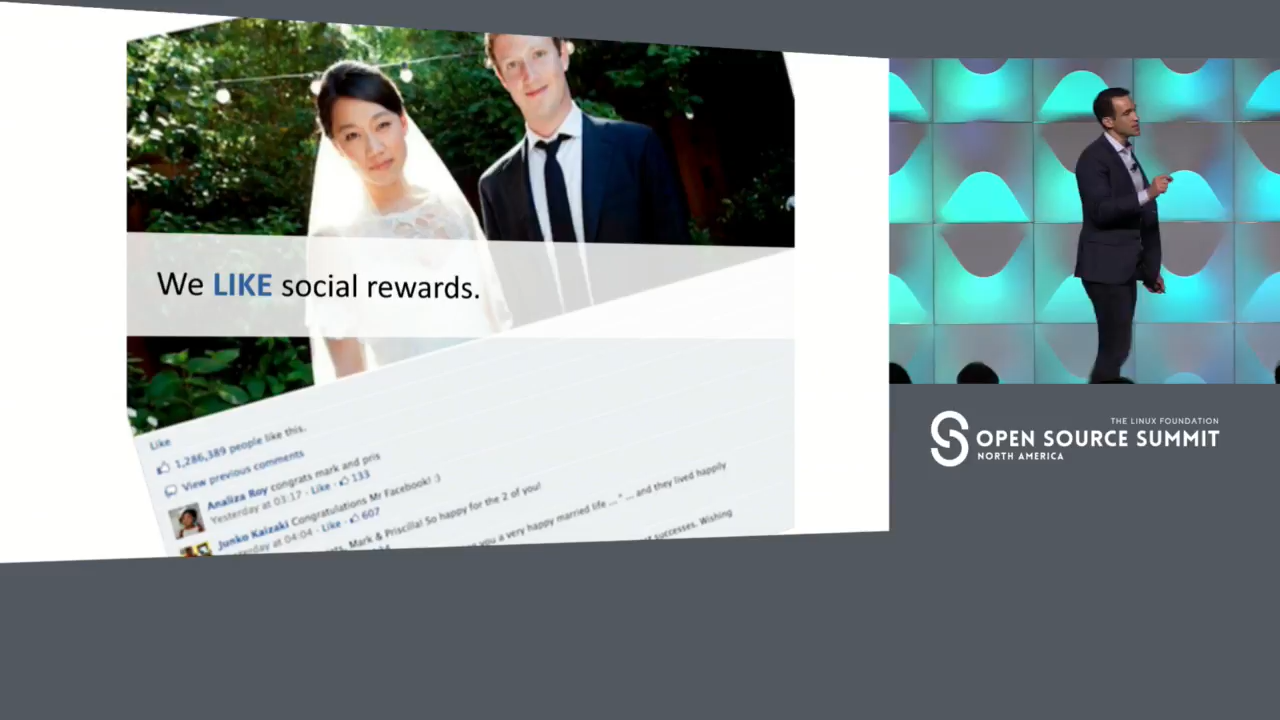 We LIKE social rewards.
Like
1,286,389 people like this.
View previous comments
Analiza Roy congrats mark and pris
Yesterday at 03:17 · Like · 133
Junko Kaizaki Congratulations Mr Facebook! :)
Yesterday at 04:04 · Like · 607
Mark & Priscilla! So happy for the 2 of you!
you a very happy married life ... " ... and they lived happily
successes. Wishing
THE LINUX FOUNDATION
OPEN SOURCE SUMMIT
NORTH AMERICA